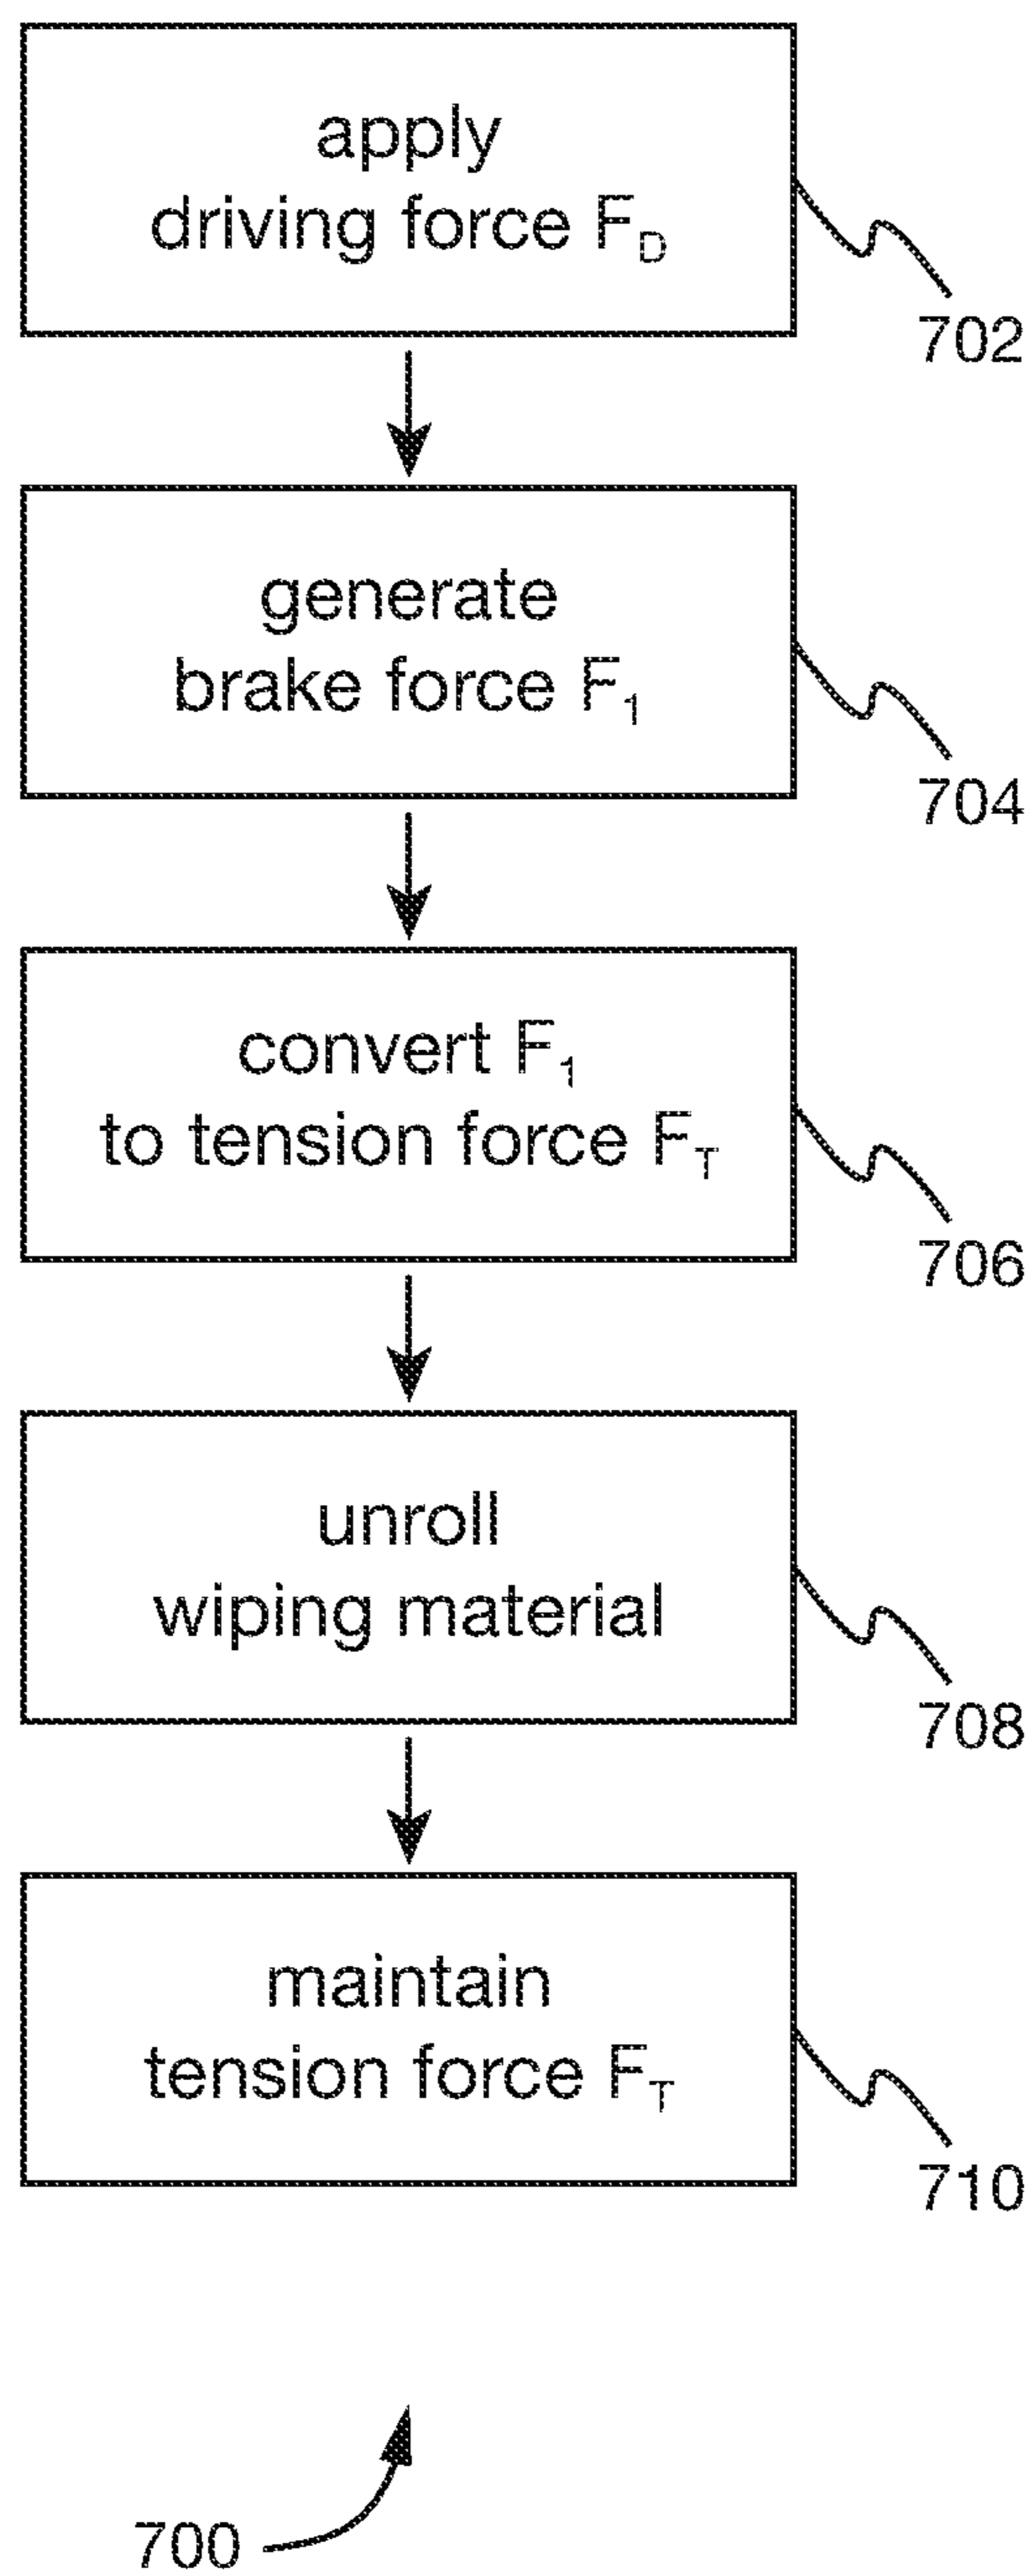 apply
driving force F_D
702
generate
brake force F_1
704
convert F_1
to tension force F_T
706
unroll
wiping material
708
maintain
tension force F_T
710
700